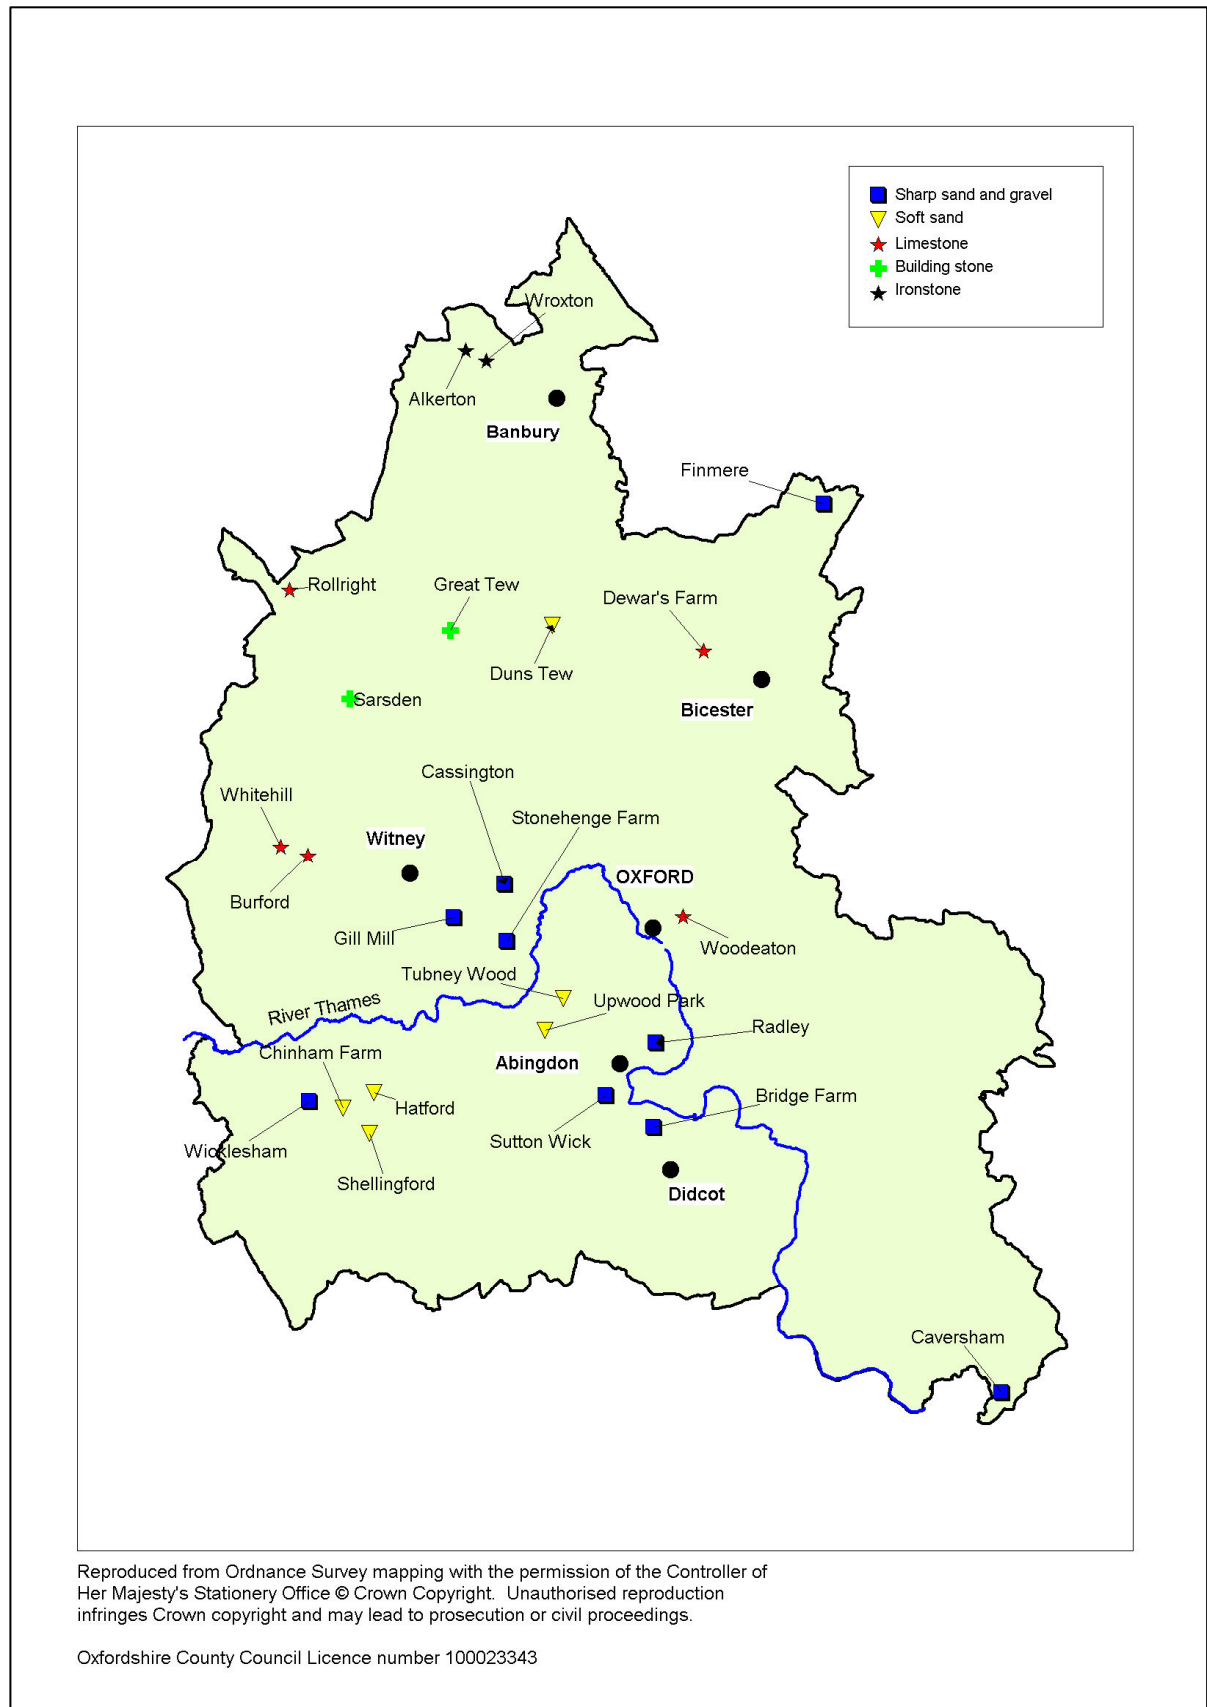 Sharp sand and gravel
Soft sand
Limestone
Building stone
Ironstone
Wroxton
Alkerton
Banbury
Finmere
Rollright
Great Tew
Dewar's Farm
Duns Tew
Sarsden
Bicester
Cassington
Whitehill
Stonehenge Farm
Witney
OXFORD
Burford
Gill Mill
Woodeaton
Tubney Wood
Upwood Park
River Thames
Radley
Chinham Farm
Abingdon
Hatford
Bridge Farm
Sutton Wick
Wicklesham
Shellingford
Didcot
Caversham
Reproduced from Ordnance Survey mapping with the permission of the Controller of
Her Majesty's Stationery Office © Crown Copyright. Unauthorised reproduction
infringes Crown copyright and may lead to prosecution or civil proceedings.
Oxfordshire County Council Licence number 100023343